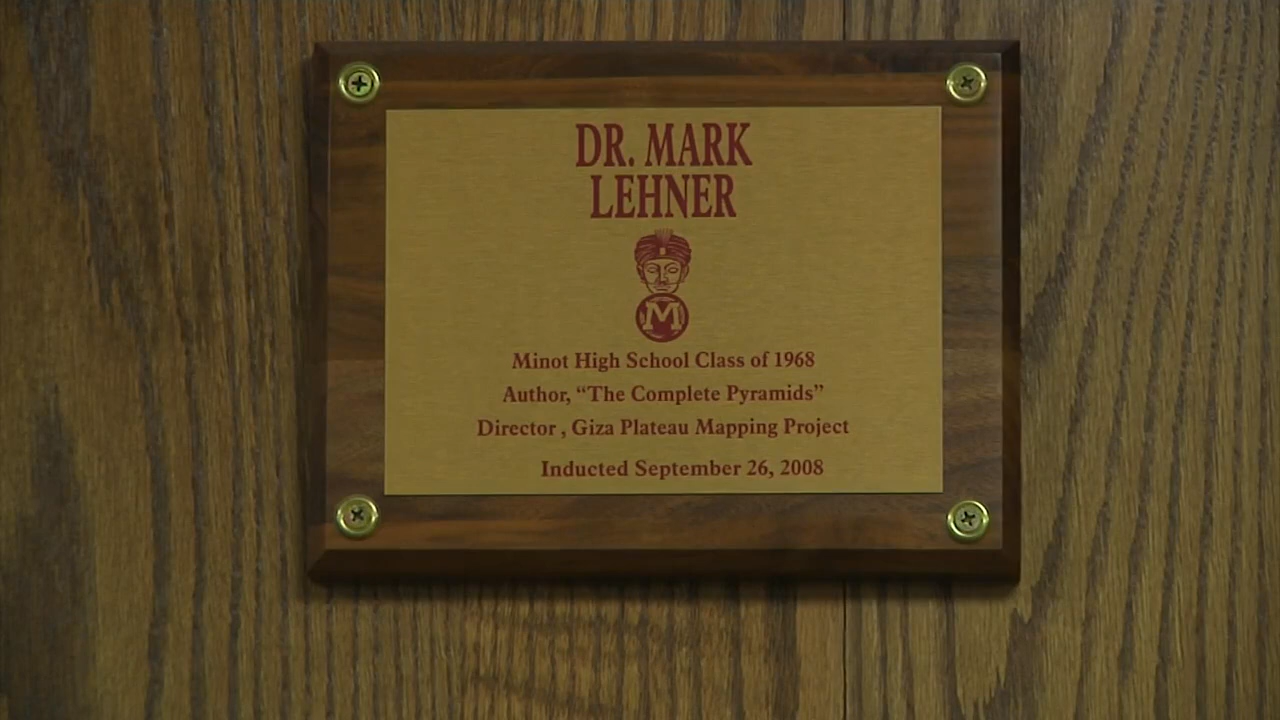 DR. MARK
LEHNER
M
Minot High School Class of 1968
Author, “The Complete Pyramids”
Director , Giza Plateau Mapping Project
Inducted September 26, 2008